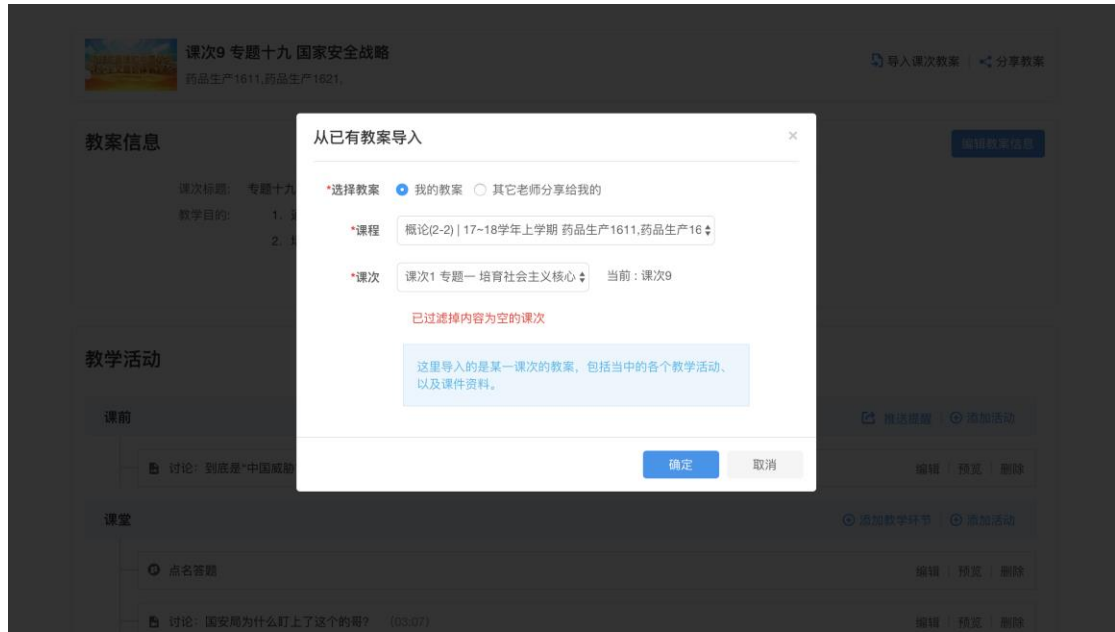 课次9 专题十九 国家安全战略
药品生产1611,药品生产1621,
导入课次教案 分享教案
从已有教案导入
教案信息
编辑教案信息
课次标题: 专题十九
*选择教案 我的教案 其它老师分享给我的
教学目的: 1.
*课程 概论(2-2) | 17~18学年上学期 药品生产1611,药品生产16
2.
*课次 课次1 专题一 培育社会主义核心 当前 : 课次9
已过滤掉内容为空的课次
教学活动
这里导入的是某一课次的教案，包括当中的各个教学活动、
以及课件资料。
课前 推送提醒 添加活动
确定 取消
讨论：到底是“中国威胁 编辑 预览 删除
课堂 添加教学环节 添加活动
点名答题 编辑 预览 删除
讨论：国安局为什么盯上了这个的哥? (03:07) 编辑 预览 删除